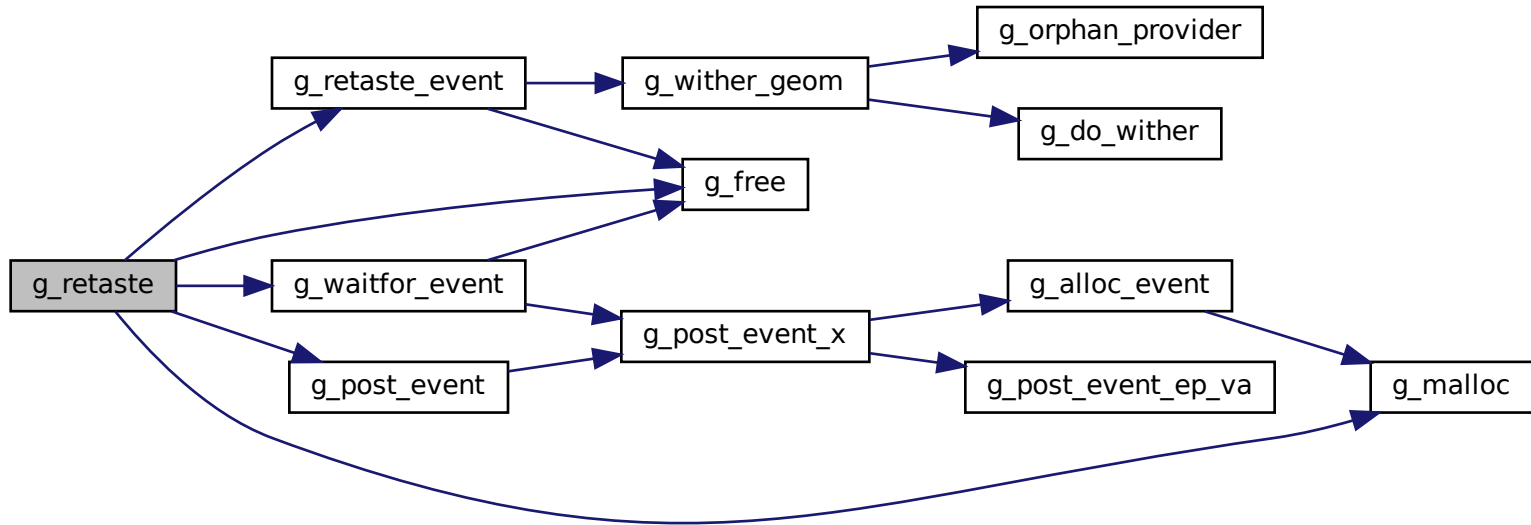 g_orphan_provider
g_retaste_event
g_wither_geom
g_do_wither
g_free
g_retaste
g_waitfor_event
g_alloc_event
g_post_event_x
g_post_event
g_post_event_ep_va
g_malloc